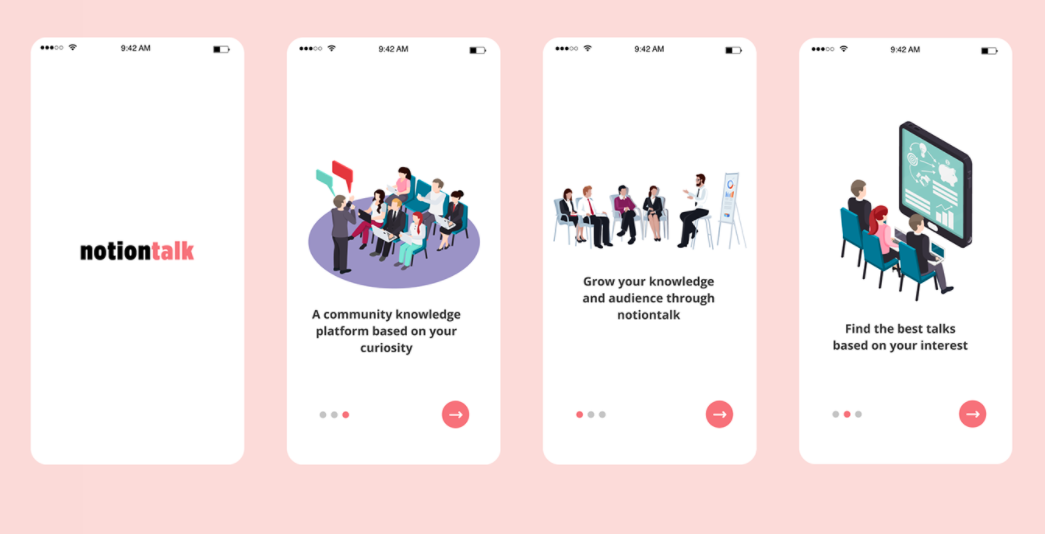 9:42 AM
notiontalk
9:42 AM
A community knowledge
platform based on your
curiosity
9:42 AM
Grow your knowledge
and audience through
notiontalk
9:42 AM
Find the best talks
based on your interest